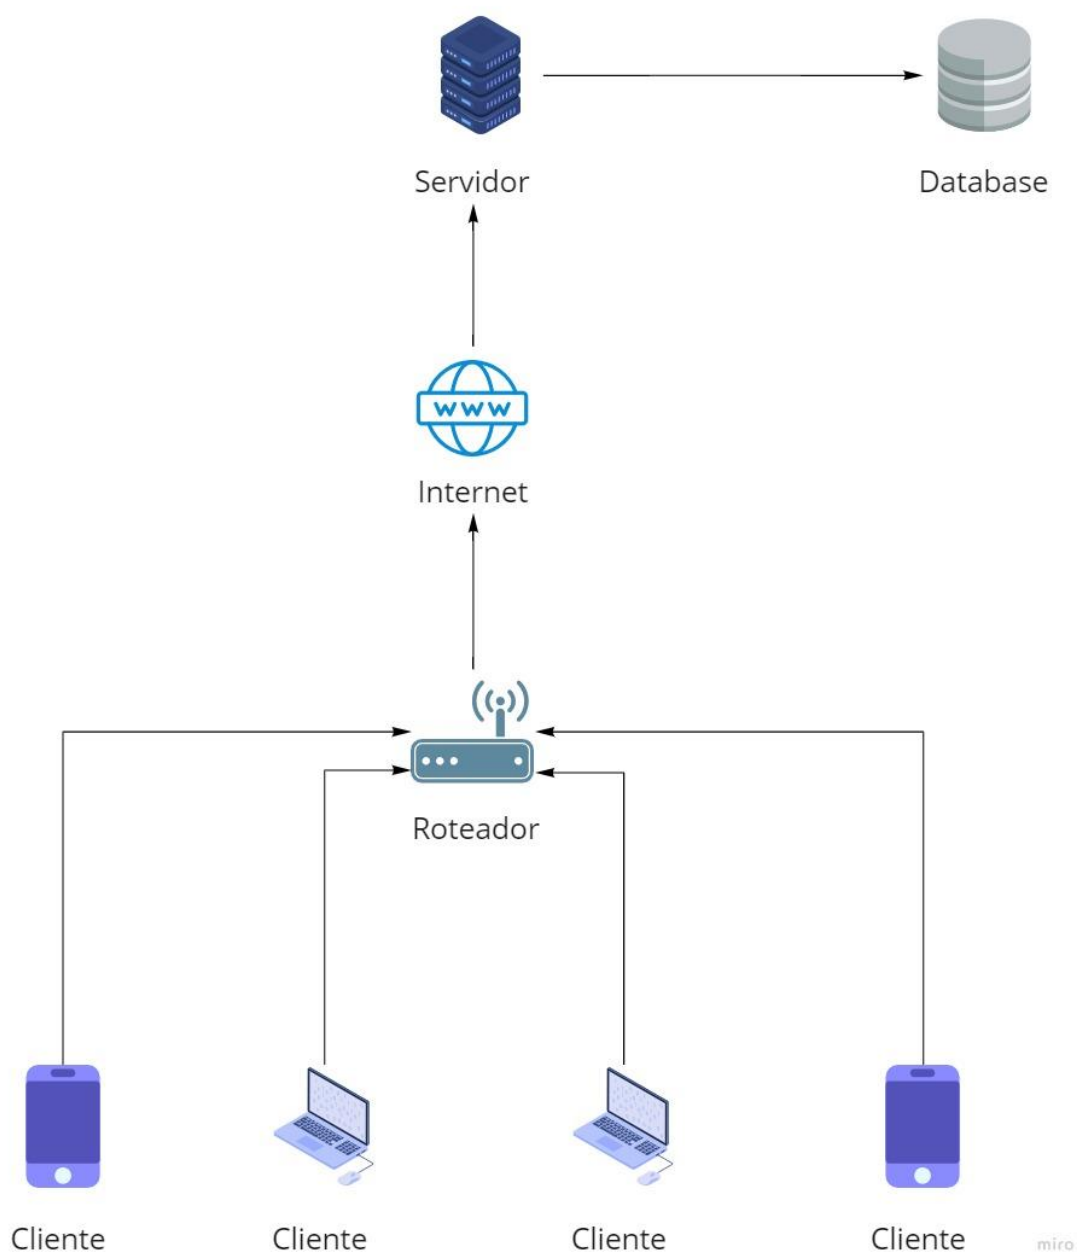 Servidor
Database
WWW
Internet
Roteador
Cliente
Cliente
Cliente
Cliente
miro